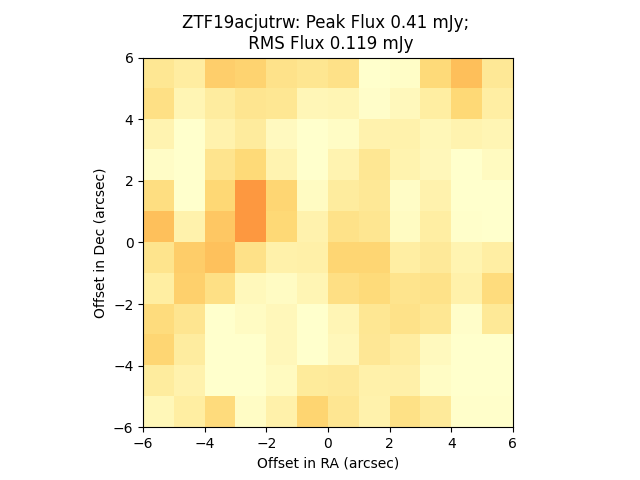 ZTF19acjutrw: Peak Flux 0.41 mJy;
RMS Flux 0.119 mJy
6
4
2
0
−2
−4
−6
Offset in Dec (arcsec)
−6 −4 −2 0 2 4 6
Offset in RA (arcsec)